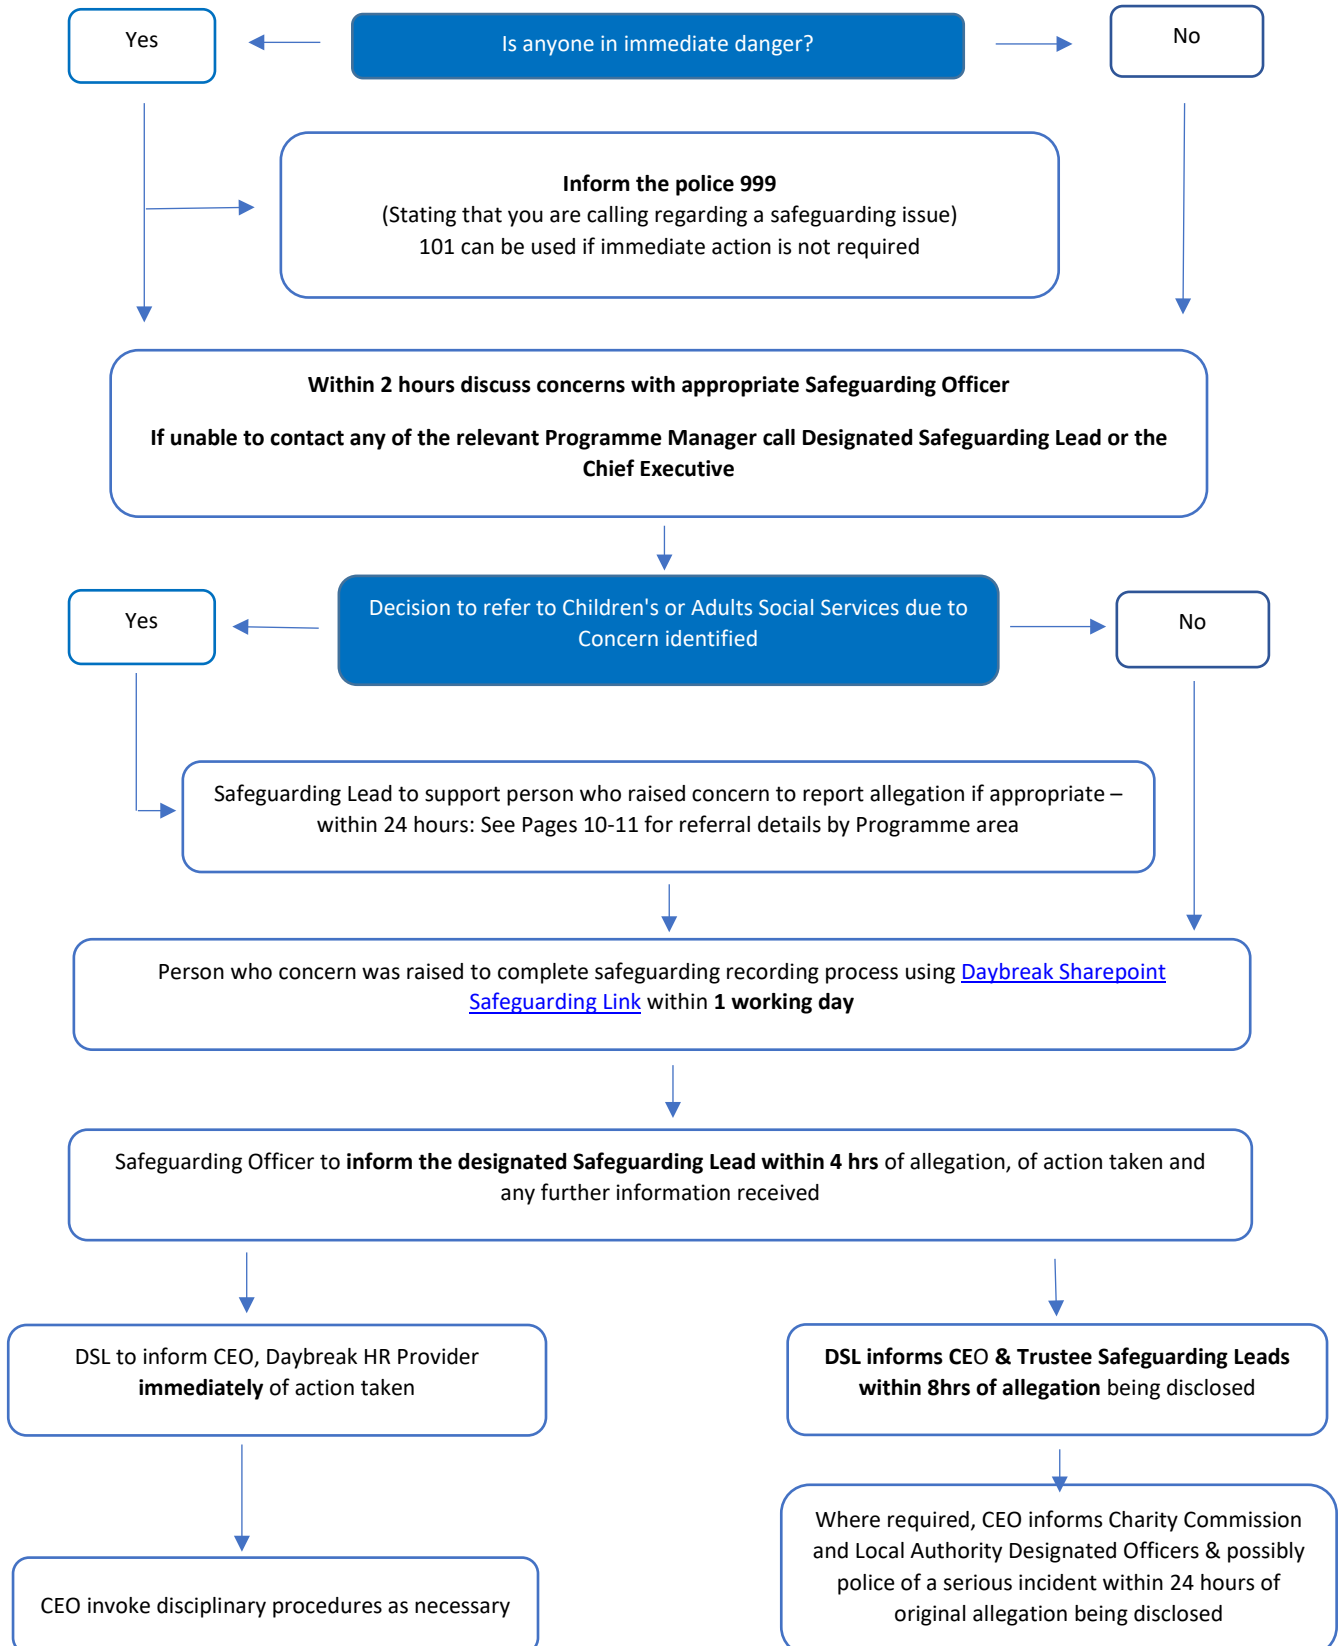 Yes
Is anyone in immediate danger?
No
Inform the police 999
(Stating that you are calling regarding a safeguarding issue)
101 can be used if immediate action is not required
Within 2 hours discuss concerns with appropriate Safeguarding Officer
If unable to contact any of the relevant Programme Manager call Designated Safeguarding Lead or the
Chief Executive
Yes
Decision to refer to Children's or Adults Social Services due to
Concern identified
No
Safeguarding Lead to support person who raised concern to report allegation if appropriate –
within 24 hours: See Pages 10-11 for referral details by Programme area
Person who concern was raised to complete safeguarding recording process using Daybreak Sharepoint
Safeguarding Link within 1 working day
Safeguarding Officer to inform the designated Safeguarding Lead within 4 hrs of allegation, of action taken and
any further information received
DSL to inform CEO, Daybreak HR Provider
immediately of action taken
DSL informs CEO & Trustee Safeguarding Leads
within 8hrs of allegation being disclosed
CEO invoke disciplinary procedures as necessary
Where required, CEO informs Charity Commission
and Local Authority Designated Officers & possibly
police of a serious incident within 24 hours of
original allegation being disclosed